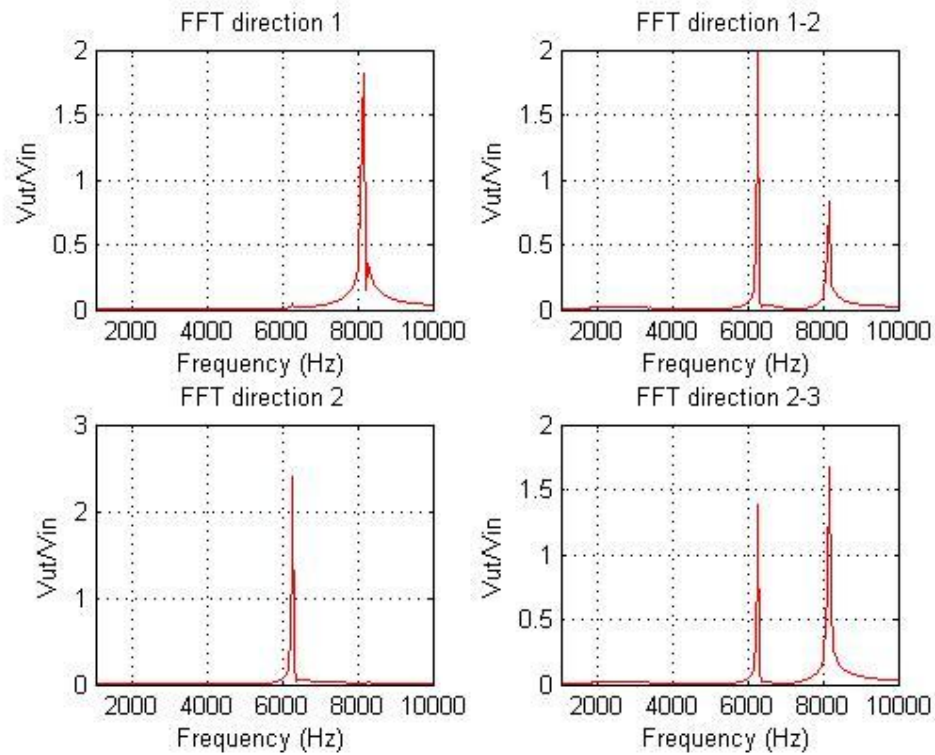 FFT direction 1
2
1.5
1
0.5
0
Vut/Vin
2000 4000 6000 8000 10000
Frequency (Hz)
FFT direction 1-2
2
1.5
1
0.5
0
Vut/Vin
2000 4000 6000 8000 10000
Frequency (Hz)
FFT direction 2
3
2
1
0
Vut/Vin
2000 4000 6000 8000 10000
Frequency (Hz)
FFT direction 2-3
2
1.5
1
0.5
0
Vut/Vin
2000 4000 6000 8000 10000
Frequency (Hz)